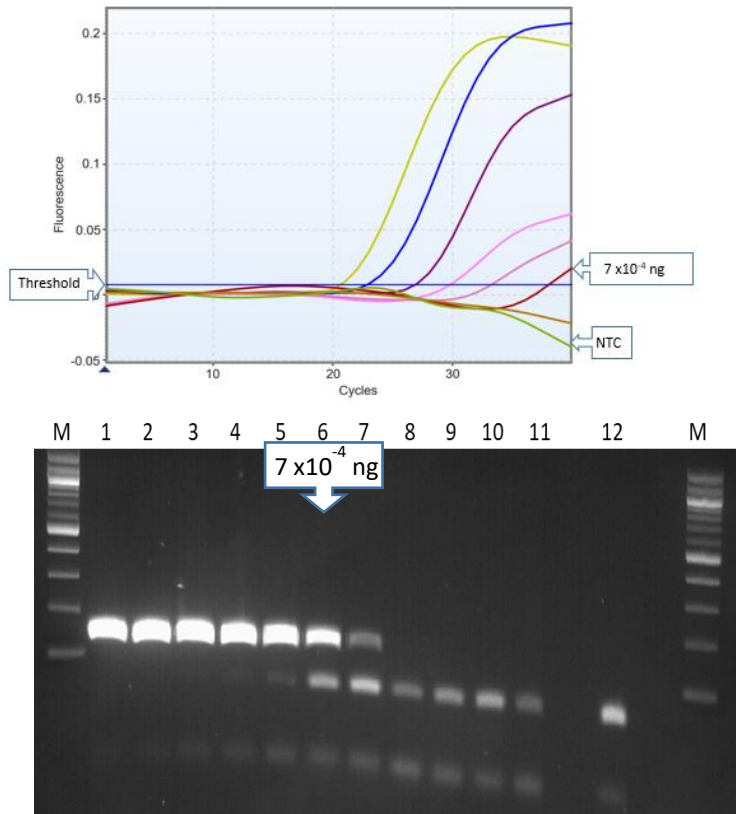 0.2
0.15
0.1
0.05
0
-0.05
Fluorescence
Threshold
7 x10-4 ng
NTC
10 20 30
Cycles
M 1 2 3 4 5 6 7 8 9 10 11 12 M
7 x10-4 ng